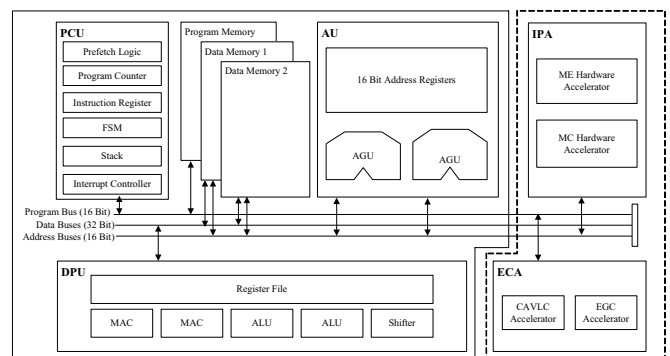 PCU
Prefetch Logic
Program Counter
Instruction Register
FSM
Stack
Interrupt Controller
Program Memory
Data Memory 1
Data Memory 2
AU
16 Bit Address Registers
AGU
AGU
IPA
ME Hardware
Accelerator
MC Hardware
Accelerator
Program Bus (16 Bit)
Data Buses (32 Bit)
Address Buses (16 Bit)
DPU
Register File
MAC
MAC
ALU
ALU
Shifter
ECA
CAVLC
Accelerator
EGC
Accelerator